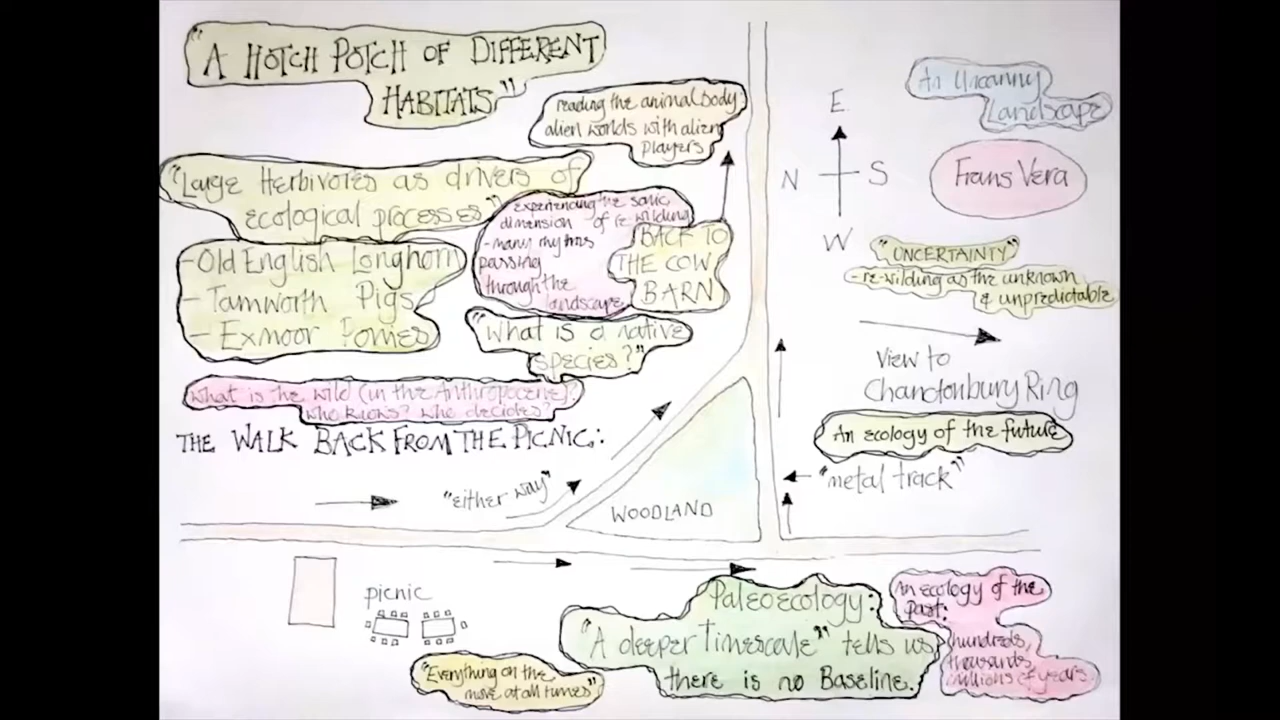 "A HOTCH POTCH OF DIFFERENT
HABITATS"
reading the animal body
alien worlds with alien
players
"Large Herbivores as drivers of
ecological processes"
-Old English Longhorn
- Tamworth Pigs
- Exmoor Ponies
experiencing the sonic
dimension of re-wilding
-many rhythms
passing
through the
landscape
BACK TO
THE COW
BARN
"What is a native
species?"
What is the wild (in the Anthropocene)?
who knows? who decides?
THE WALK BACK FROM THE PICNIC:
"either way"
WOODLAND
E
N S
W
An Uncanny
Landscape
Frans Vera
"UNCERTAINTY"
-re-wilding as the unknown
& unpredictable
View to
Chanctonbury Ring
An ecology of the future
"metal track"
picnic
"Everything on the
move at all times"
Paleoecology:
"A deeper Timescale" tells us
there is no Baseline.
An ecology of the
Past:
hundreds,
thousands,
millions of years.